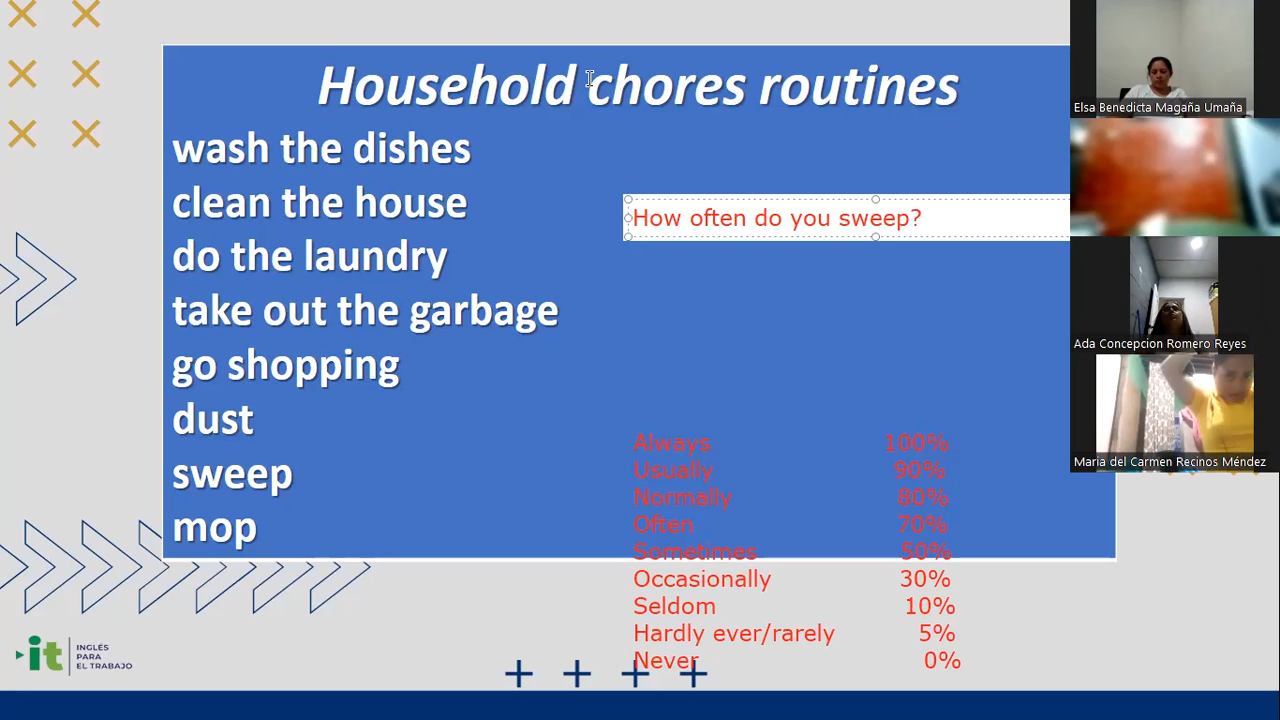 Household chores routines
wash the dishes
clean the house
do the laundry
take out the garbage
go shopping
dust
sweep
mop
How often do you sweep?
Always 100%
Usually 90%
Normally 80%
Often 70%
Sometimes 50%
Occasionally 30%
Seldom 10%
Hardly ever/rarely 5%
Never 0%
it
INGLÉS
PARA
EL TRABAJO
Elsa Benedicta Magaña Umaña
Ada Concepcion Romero Reyes
María del Carmen Recinos Méndez